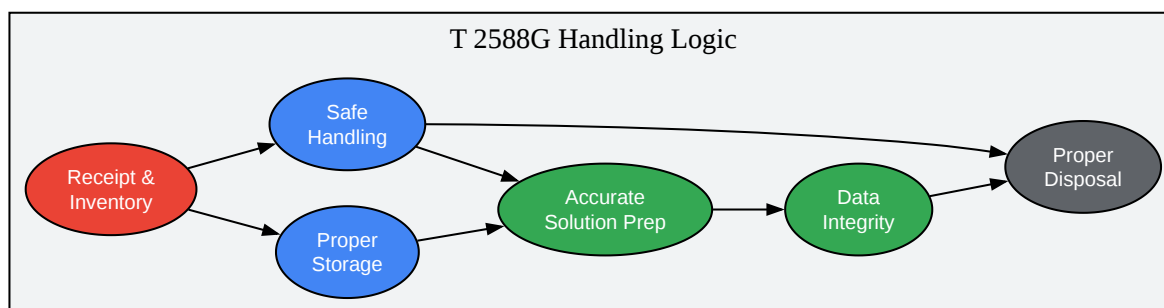 T 2588G Handling Logic
Safe
Handling
Receipt &
Inventory
Proper
Storage
Accurate
Solution Prep
Data
Integrity
Proper
Disposal